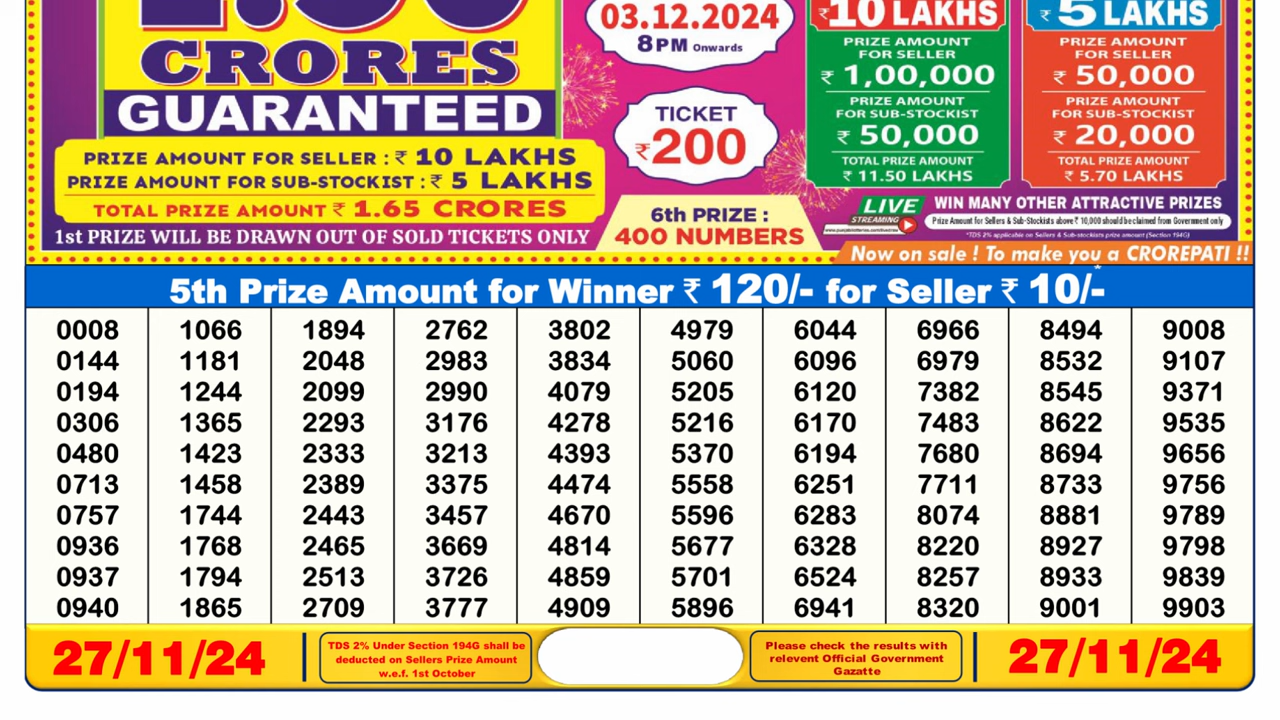 03.12.2024
8PM Onwards
CRORES
GUARANTEED
PRIZE AMOUNT FOR SELLER : ₹ 10 LAKHS
PRIZE AMOUNT FOR SUB-STOCKIST : ₹ 5 LAKHS
TOTAL PRIZE AMOUNT ₹ 1.65 CRORES
1st PRIZE WILL BE DRAWN OUT OF SOLD TICKETS ONLY
TICKET
₹200
6th PRIZE :
400 NUMBERS
₹10 LAKHS
PRIZE AMOUNT
FOR SELLER
₹ 1,00,000
PRIZE AMOUNT
FOR SUB-STOCKIST
₹ 50,000
TOTAL PRIZE AMOUNT
₹ 11.50 LAKHS
₹ 5 LAKHS
PRIZE AMOUNT
FOR SELLER
₹ 50,000
PRIZE AMOUNT
FOR SUB-STOCKIST
₹ 20,000
TOTAL PRIZE AMOUNT
₹ 5.70 LAKHS
LIVE
STREAMING
WIN MANY OTHER ATTRACTIVE PRIZES
Prize Amount for Sellers & Sub-Stockists above ₹ 10,000 should be claimed from Government only
*TDS 2% applicable on Sellers & Sub-stockists prize amount (Section 194G)
Now on sale ! To make you a CROREPATI !!
5th Prize Amount for Winner ₹ 120/- for Seller ₹ 10/-*
0008 1066 1894 2762 3802 4979 6044 6966 8494 9008
0144 1181 2048 2983 3834 5060 6096 6979 8532 9107
0194 1244 2099 2990 4079 5205 6120 7382 8545 9371
0306 1365 2293 3176 4278 5216 6170 7483 8622 9535
0480 1423 2333 3213 4393 5370 6194 7680 8694 9656
0713 1458 2389 3375 4474 5558 6251 7711 8733 9756
0757 1744 2443 3457 4670 5596 6283 8074 8881 9789
0936 1768 2465 3669 4814 5677 6328 8220 8927 9798
0937 1794 2513 3726 4859 5701 6524 8257 8933 9839
0940 1865 2709 3777 4909 5896 6941 8320 9001 9903
27/11/24
TDS 2% Under Section 194G shall be
deducted on Sellers Prize Amount
w.e.f. 1st October
Please check the results with
relevent Official Government
Gazatte
27/11/24